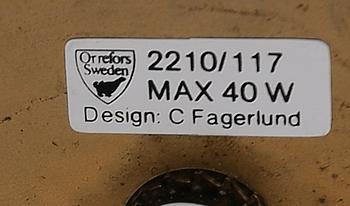 Orrefors
Sweden
2210/117
MAX 40 W
Design: C Fagerlund